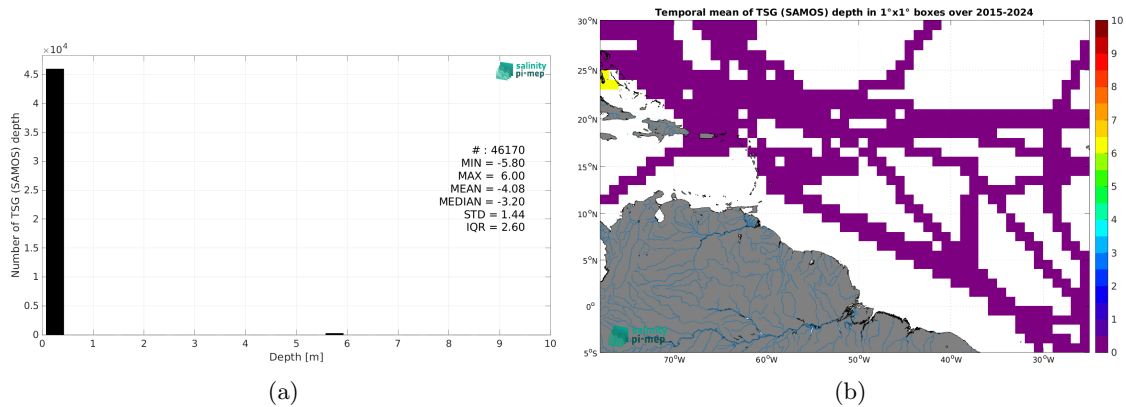 ×10⁴
4.5
4
3.5
3
2.5
2
1.5
1
0.5
0
Number of TSG (SAMOS) depth
salinity
pi-mep
# : 46170
MIN = -5.80
MAX = 6.00
MEAN = -4.08
MEDIAN = -3.20
STD = 1.44
IQR = 2.60
0 1 2 3 4 5 6 7 8 9 10
Depth [m]
(a)
Temporal mean of TSG (SAMOS) depth in 1°x1° boxes over 2015-2024
30°N
25°N
20°N
15°N
10°N
5°N
0°
5°S
salinity
pi-mep
70°W 60°W 50°W 40°W 30°W
10
9
8
7
6
5
4
3
2
1
0
(b)